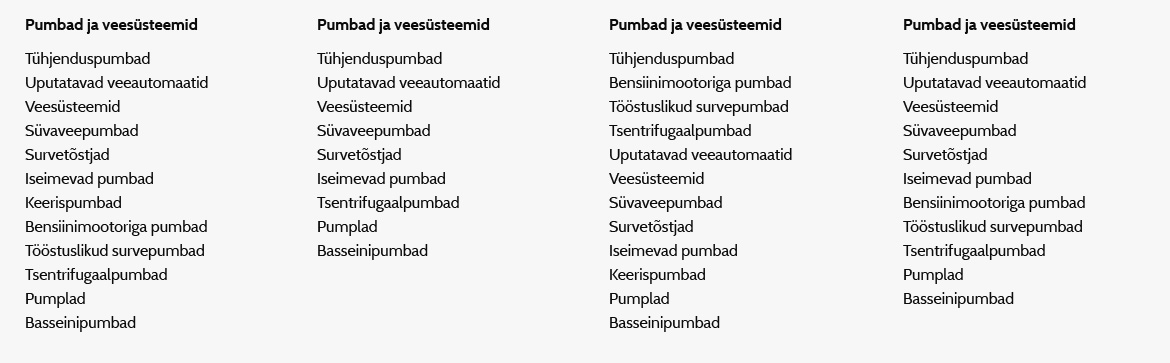 Pumbad ja veesüsteemid
Tühjenduspumbad
Uputatavad veeautomaatid
Veesüsteemid
Süvaveepumbad
Survetõstjad
Iseimevad pumbad
Keerispumbad
Bensiinimootoriga pumbad
Tööstuslikud survepumbad
Tsentrifugaalpumbad
Pumplad
Basseinipumbad
Pumbad ja veesüsteemid
Tühjenduspumbad
Uputatavad veeautomaatid
Veesüsteemid
Süvaveepumbad
Survetõstjad
Iseimevad pumbad
Tsentrifugaalpumbad
Pumplad
Basseinipumbad
Pumbad ja veesüsteemid
Tühjenduspumbad
Bensiinimootoriga pumbad
Tööstuslikud survepumbad
Tsentrifugaalpumbad
Uputatavad veeautomaatid
Veesüsteemid
Süvaveepumbad
Survetõstjad
Iseimevad pumbad
Keerispumbad
Pumplad
Basseinipumbad
Pumbad ja veesüsteemid
Tühjenduspumbad
Uputatavad veeautomaatid
Veesüsteemid
Süvaveepumbad
Survetõstjad
Iseimevad pumbad
Bensiinimootoriga pumbad
Tööstuslikud survepumbad
Tsentrifugaalpumbad
Pumplad
Basseinipumbad